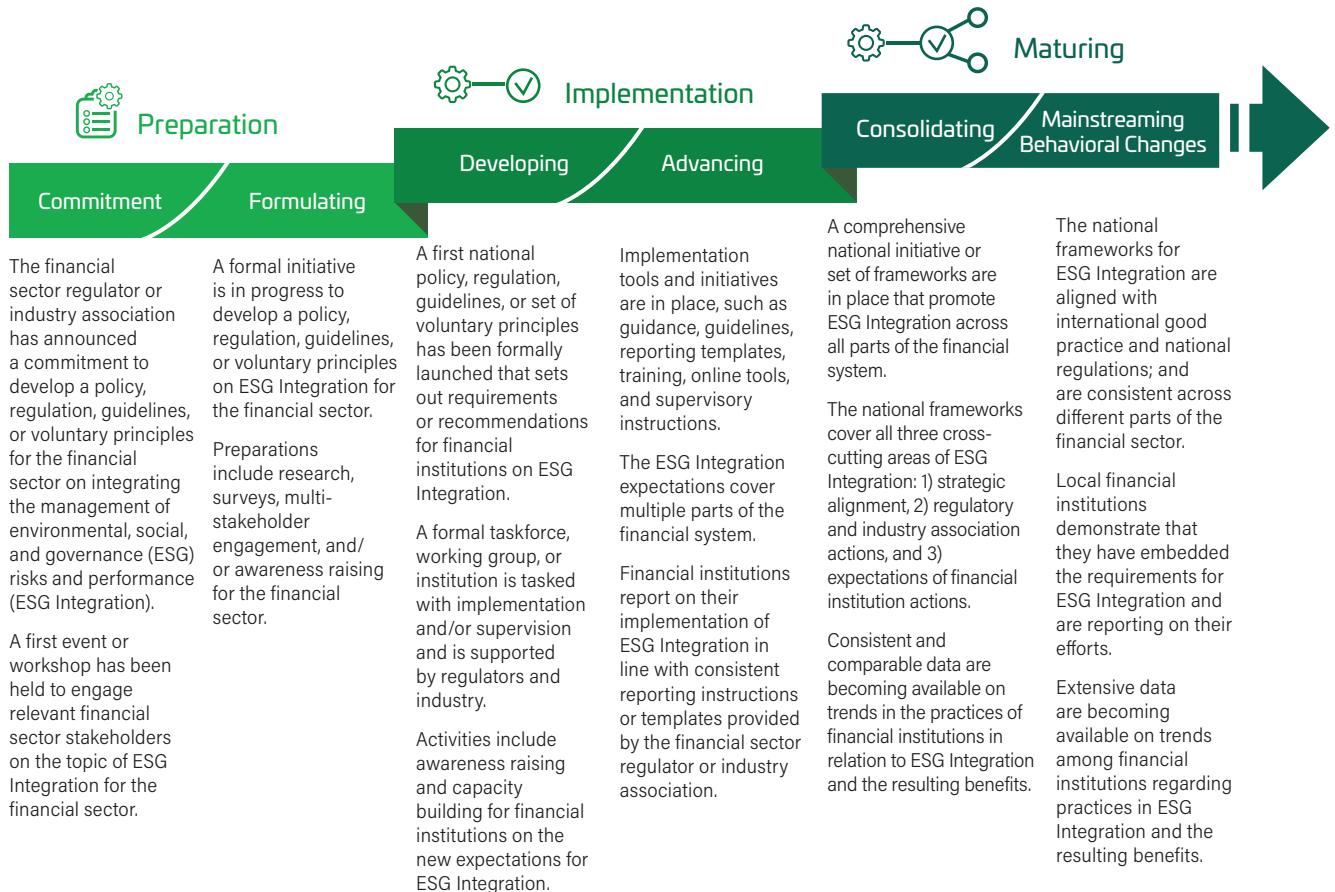 Preparation
Commitment
The financial
sector regulator or
industry association
has announced
a commitment to
develop a policy,
regulation, guidelines,
or voluntary principles
for the financial
sector on integrating
the management of
environmental, social,
and governance (ESG)
risks and performance
(ESG Integration).
A first event or
workshop has been
held to engage
relevant financial
sector stakeholders
on the topic of ESG
Integration for the
financial sector.
Formulating
A formal initiative
is in progress to
develop a policy,
regulation, guidelines,
or voluntary principles
on ESG Integration for
the financial sector.
Preparations
include research,
surveys, multi-
stakeholder
engagement, and/
or awareness raising
for the financial
sector.
Implementation
Developing
A first national
policy, regulation,
guidelines, or set of
voluntary principles
has been formally
launched that sets
out requirements
or recommendations
for financial
institutions on ESG
Integration.
A formal taskforce,
working group, or
institution is tasked
with implementation
and/or supervision
and is supported
by regulators and
industry.
Activities include
awareness raising
and capacity
building for financial
institutions on the
new expectations for
ESG Integration.
Advancing
Implementation
tools and initiatives
are in place, such as
guidance, guidelines,
reporting templates,
training, online tools,
and supervisory
instructions.
The ESG Integration
expectations cover
multiple parts of the
financial system.
Financial institutions
report on their
implementation of
ESG Integration in
line with consistent
reporting instructions
or templates provided
by the financial sector
regulator or industry
association.
Maturing
Consolidating
A comprehensive
national initiative or
set of frameworks are
in place that promote
ESG Integration across
all parts of the financial
system.
The national frameworks
cover all three cross-
cutting areas of ESG
Integration: 1) strategic
alignment, 2) regulatory
and industry association
actions, and 3)
expectations of financial
institution actions.
Consistent and
comparable data are
becoming available on
trends in the practices of
financial institutions in
relation to ESG Integration
and the resulting benefits.
Mainstreaming
Behavioral Changes
The national
frameworks for
ESG Integration are
aligned with
international good
practice and national
regulations; and
are consistent across
different parts of the
financial sector.
Local financial
institutions
demonstrate that
they have embedded
the requirements for
ESG Integration and
are reporting on their
efforts.
Extensive data
are becoming
available on trends
among financial
institutions regarding
practices in ESG
Integration and the
resulting benefits.